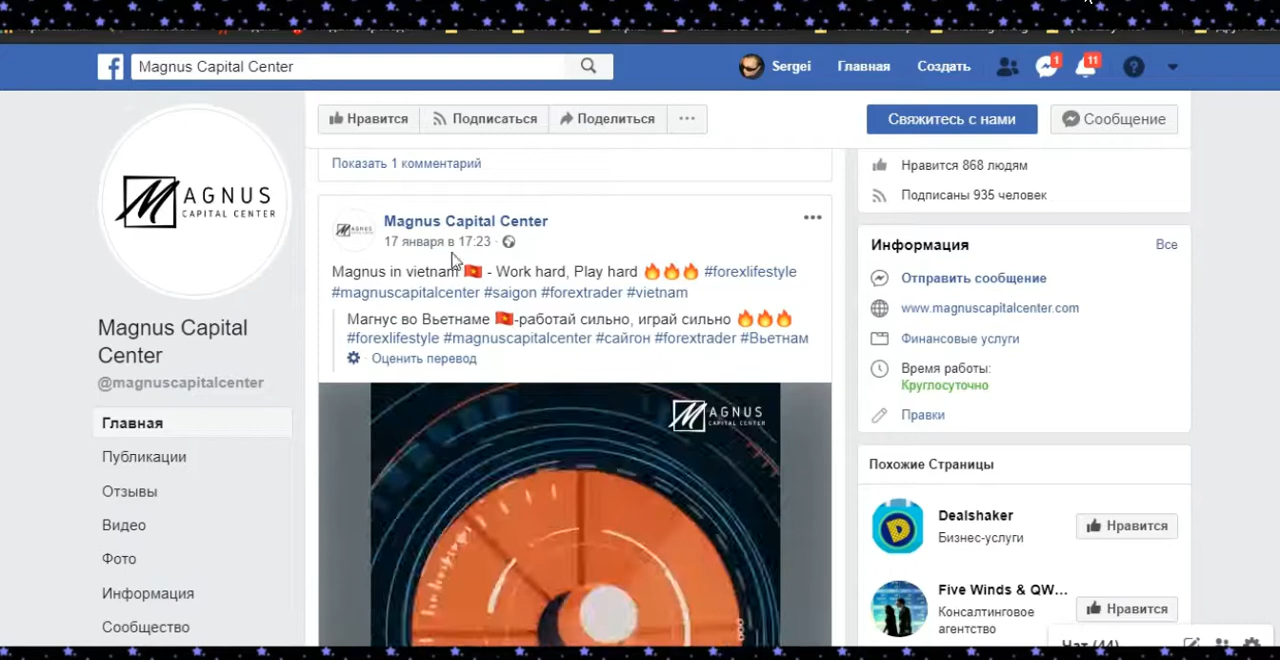 Magnus Capital Center
Sergei
Главная
Создать
1
11
MAGNUS
CAPITAL CENTER
Нравится
Подписаться
Поделиться
Свяжитесь с нами
Сообщение
Показать 1 комментарий
Нравится 868 людям
Подписаны 935 человек
Magnus Capital Center
17 января в 17:23
Magnus in vietnam 🇻🇳 - Work hard, Play hard 🔥🔥🔥 #forexlifestyle
#magnuscapitalcenter #saigon #forextrader #vietnam
Магнус во Вьетнаме 🇻🇳-работай сильно, играй сильно 🔥🔥🔥
#forexlifestyle #magnuscapitalcenter #сайгон #forextrader #Вьетнам
Оценить перевод
MAGNUS
CAPITAL CENTER
Информация
Все
Отправить сообщение
www.magnuscapitalcenter.com
Финансовые услуги
Время работы:
Круглосуточно
Правки
Magnus Capital
Center
@magnuscapitalcenter
Главная
Публикации
Отзывы
Видео
Фото
Информация
Сообщество
Похожие Страницы
Dealshaker
Бизнес-услуги
Нравится
Five Winds & QW...
Консалтинговое
агентство
Нравится
Чат (44)